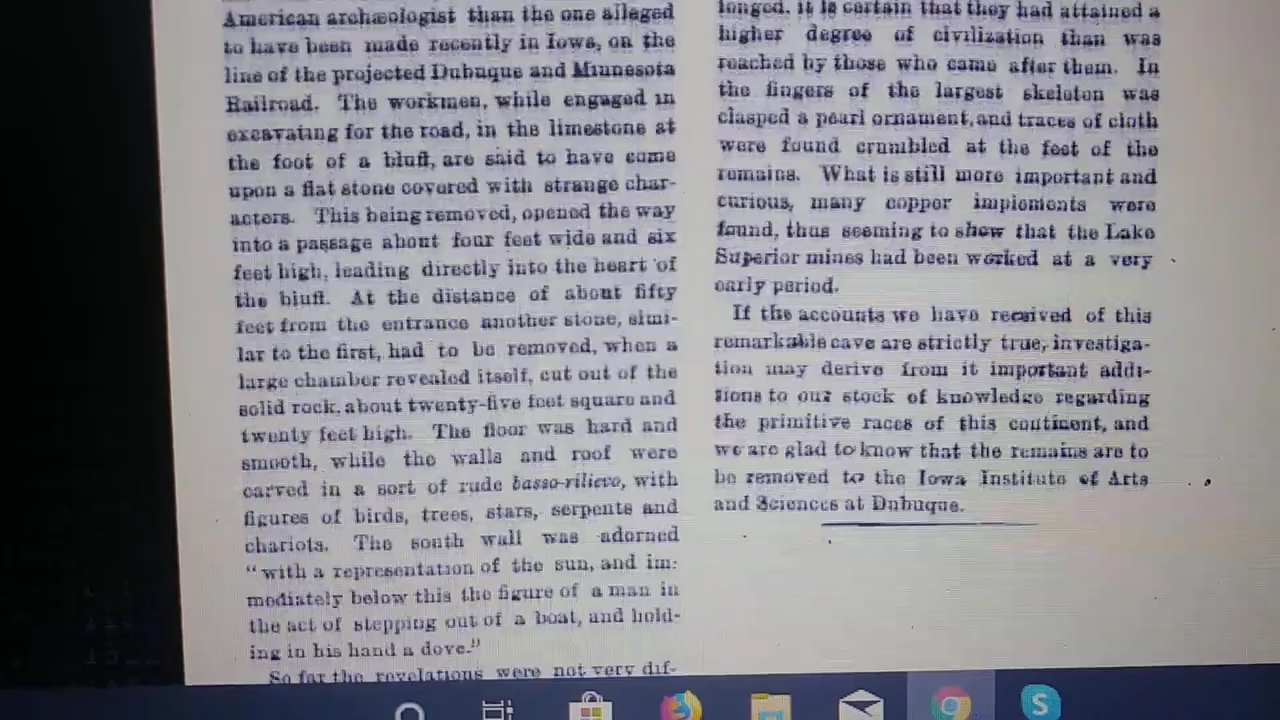 American archæologist than the one alleged
to have been made recently in Iowa, on the
line of the projected Dubuque and Minnesota
Railroad. The workmen, while engaged in
excavating for the road, in the limestone at
the foot of a bluff, are said to have come
upon a flat stone covered with strange char-
acters. This being removed, opened the way
into a passage about four feet wide and six
feet high, leading directly into the heart of
the bluff. At the distance of about fifty
feet from the entrance another stone, simi-
lar to the first, had to be removed, when a
large chamber revealed itself, cut out of the
solid rock, about twenty-five feet square and
twenty feet high. The floor was hard and
smooth, while the walls and roof were
carved in a sort of rude basso-rilievo, with
figures of birds, trees, stars, serpents and
chariots. The south wall was adorned
"with a representation of the sun, and im-
mediately below this the figure of a man in
the act of stepping out of a boat, and hold-
ing in his hand a dove."
So far the revelations were not very dif-
longed, it is certain that they had attained a
higher degree of civilization than was
reached by those who came after them. In
the fingers of the largest skeleton was
clasped a pearl ornament, and traces of cloth
were found crumbled at the feet of the
remains. What is still more important and
curious, many copper implements were
found, thus seeming to show that the Lake
Superior mines had been worked at a very
early period.
If the accounts we have received of this
remarkable cave are strictly true, investiga-
tion may derive from it important addi-
tions to our stock of knowledge regarding
the primitive races of this continent, and
we are glad to know that the remains are to
be removed to the Iowa Institute of Arts
and Sciences at Dubuque.